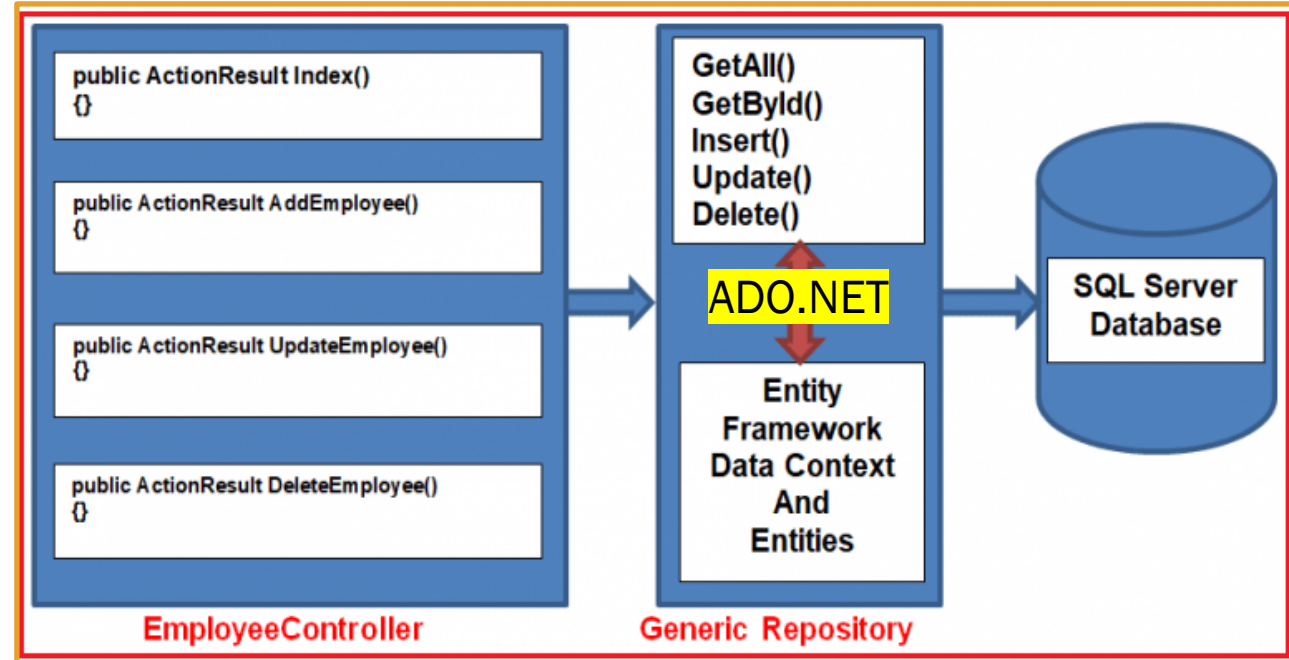 public ActionResult Index()
{}
public ActionResult AddEmployee()
{}
public ActionResult UpdateEmployee()
{}
public ActionResult DeleteEmployee()
{}
EmployeeController
GetAll()
GetById()
Insert()
Update()
Delete()
ADO.NET
Entity
Framework
Data Context
And
Entities
Generic Repository
SQL Server
Database